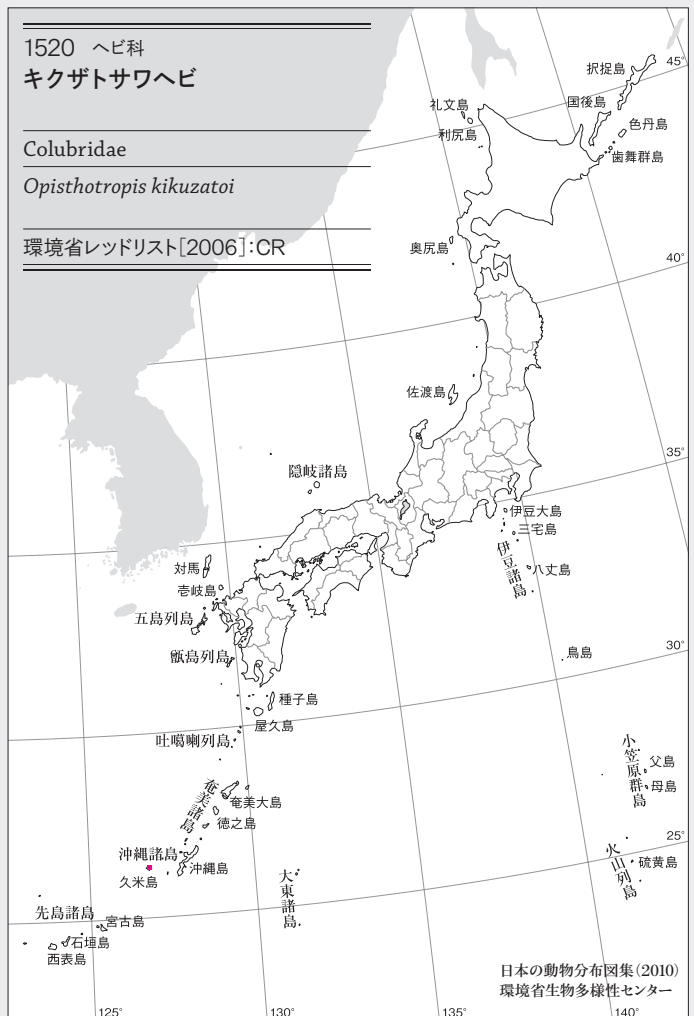 1520 ヘビ科
キクザトサワヘビ
Colubridae
Opisthotropis kikuzatoi
環境省レッドリスト[2006]:CR
45°
択捉島
礼文島
国後島
色丹島
利尻島
歯舞群島
奥尻島
40°
佐渡島
35°
隠岐諸島
伊豆大島
三宅島
伊豆諸島
八丈島
対馬
壱岐島
五島列島
甑島列島
鳥島
30°
種子島
屋久島
吐噶喇列島
小笠原群島
父島
母島
奄美諸島
奄美大島
徳之島
25°
沖縄諸島
沖縄島
久米島
大東諸島
火山列島
硫黄島
先島諸島
宮古島
石垣島
西表島
日本の動物分布図集(2010)
環境省生物多様性センター
125°
130°
135°
140°